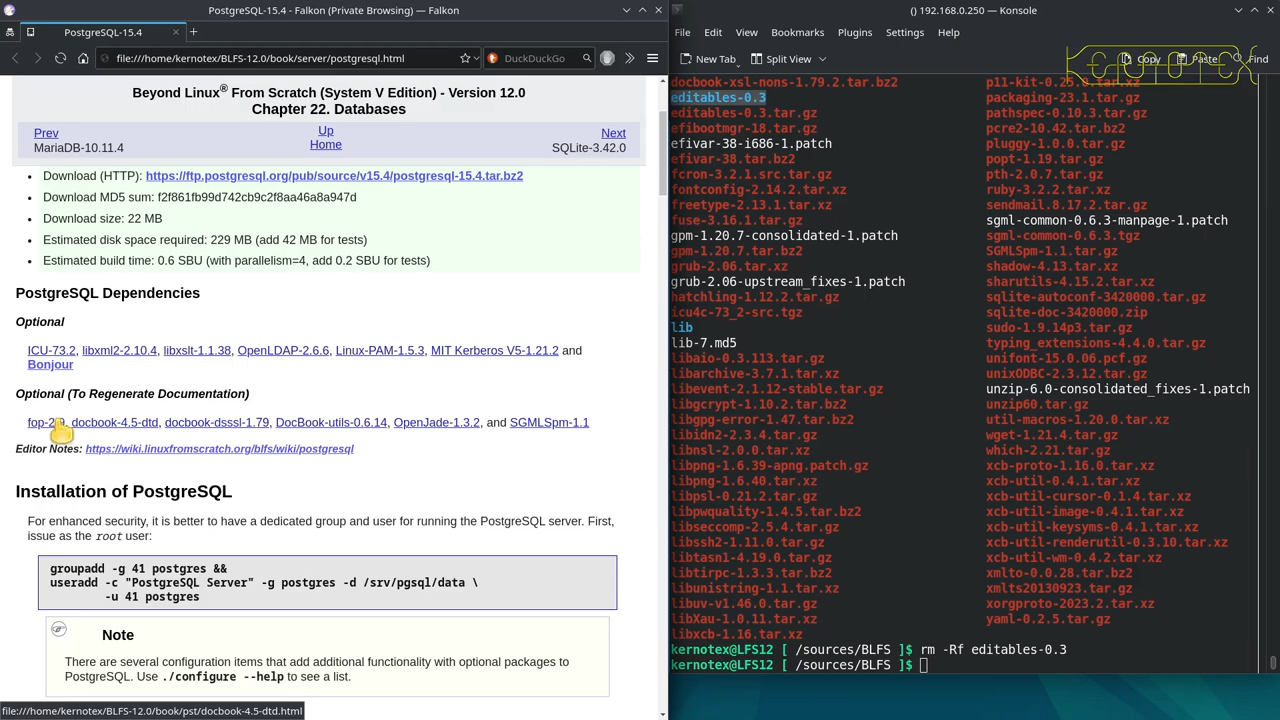 PostgreSQL-15.4 — Falkon (Private Browsing) — Falkon
PostgreSQL-15.4
file:///home/kernotex/BLFS-12.0/book/server/postgresql.html
DuckDuckGo
Beyond Linux® From Scratch (System V Edition) - Version 12.0
Chapter 22. Databases
Prev
Up
Next
MariaDB-10.11.4
Home
SQLite-3.42.0
Download (HTTP): https://ftp.postgresql.org/pub/source/v15.4/postgresql-15.4.tar.bz2
Download MD5 sum: f2f861fb99d742cb9c2f8aa46a8a947d
Download size: 22 MB
Estimated disk space required: 229 MB (add 42 MB for tests)
Estimated build time: 0.6 SBU (with parallelism=4, add 0.2 SBU for tests)
PostgreSQL Dependencies
Optional
ICU-73.2, libxml2-2.10.4, libxslt-1.1.38, OpenLDAP-2.6.6, Linux-PAM-1.5.3, MIT Kerberos V5-1.21.2 and
Bonjour
Optional (To Regenerate Documentation)
docbook-4.5-dtd, docbook-dsssl-1.79, DocBook-utils-0.6.14, OpenJade-1.3.2, and SGMLSpm-1.1
Editor Notes: https://wiki.linuxfromscratch.org/blfs/wiki/postgresql
Installation of PostgreSQL
For enhanced security, it is better to have a dedicated group and user for running the PostgreSQL server. First,
issue as the root user:
groupadd -g 41 postgres &&
useradd -c "PostgreSQL Server" -g postgres -d /srv/pgsql/data \
-u 41 postgres
Note
There are several configuration items that add additional functionality with optional packages to
PostgreSQL. Use ./configure --help to see a list.
file:///home/kernotex/BLFS-12.0/book/pst/docbook-4.5-dtd.html
() 192.168.0.250 — Konsole
File Edit View Bookmarks Plugins Settings Help
New Tab Split View Copy Paste Find
Kernotex
docbook-xsl-nons-1.79.2.tar.bz2 p11-kit-0.25.0.tar.xz
editables-0.3 packaging-23.1.tar.gz
editables-0.3.tar.gz pathspec-0.10.3.tar.gz
efibootmgr-18.tar.gz pcre2-10.42.tar.bz2
efivar-38-i686-1.patch pluggy-1.0.0.tar.gz
efivar-38.tar.bz2 popt-1.19.tar.gz
fcron-3.2.1.src.tar.gz pth-2.0.7.tar.gz
fontconfig-2.14.2.tar.xz ruby-3.2.2.tar.xz
freetype-2.13.1.tar.xz sendmail.8.17.2.tar.gz
fuse-3.16.1.tar.gz sgml-common-0.6.3-manpage-1.patch
gpm-1.20.7-consolidated-1.patch sgml-common-0.6.3.tgz
gpm-1.20.7.tar.bz2 SGMLSpm-1.1.tar.gz
grub-2.06.tar.xz shadow-4.13.tar.xz
grub-2.06-upstream_fixes-1.patch sharutils-4.15.2.tar.xz
hatchling-1.12.2.tar.gz sqlite-autoconf-3420000.tar.gz
icu4c-73_2-src.tgz sqlite-doc-3420000.zip
lib sudo-1.9.14p3.tar.gz
lib-7.md5 typing_extensions-4.4.0.tar.gz
libaio-0.3.113.tar.gz unifont-15.0.06.pcf.gz
libarchive-3.7.1.tar.xz unixODBC-2.3.12.tar.gz
libevent-2.1.12-stable.tar.gz unzip-6.0-consolidated_fixes-1.patch
libgcrypt-1.10.2.tar.bz2 unzip60.tar.gz
libgpg-error-1.47.tar.bz2 util-macros-1.20.0.tar.xz
libidn2-2.3.4.tar.gz wget-1.21.4.tar.gz
libnsl-2.0.0.tar.xz which-2.21.tar.gz
libpng-1.6.39-apng.patch.gz xcb-proto-1.16.0.tar.xz
libpng-1.6.40.tar.xz xcb-util-0.4.1.tar.xz
libpsl-0.21.2.tar.gz xcb-util-cursor-0.1.4.tar.xz
libpwquality-1.4.5.tar.bz2 xcb-util-image-0.4.1.tar.xz
libseccomp-2.5.4.tar.gz xcb-util-keysyms-0.4.1.tar.xz
libssh2-1.11.0.tar.gz xcb-util-renderutil-0.3.10.tar.xz
libtasn1-4.19.0.tar.gz xcb-util-wm-0.4.2.tar.xz
libtirpc-1.3.3.tar.bz2 xmlto-0.0.28.tar.bz2
libunistring-1.1.tar.xz xmlts20130923.tar.gz
libuv-v1.46.0.tar.gz xorgproto-2023.2.tar.xz
libXau-1.0.11.tar.xz yaml-0.2.5.tar.gz
libxcb-1.16.tar.xz
kernotex@LFS12 [ /sources/BLFS ]$ rm -Rf editables-0.3
kernotex@LFS12 [ /sources/BLFS ]$